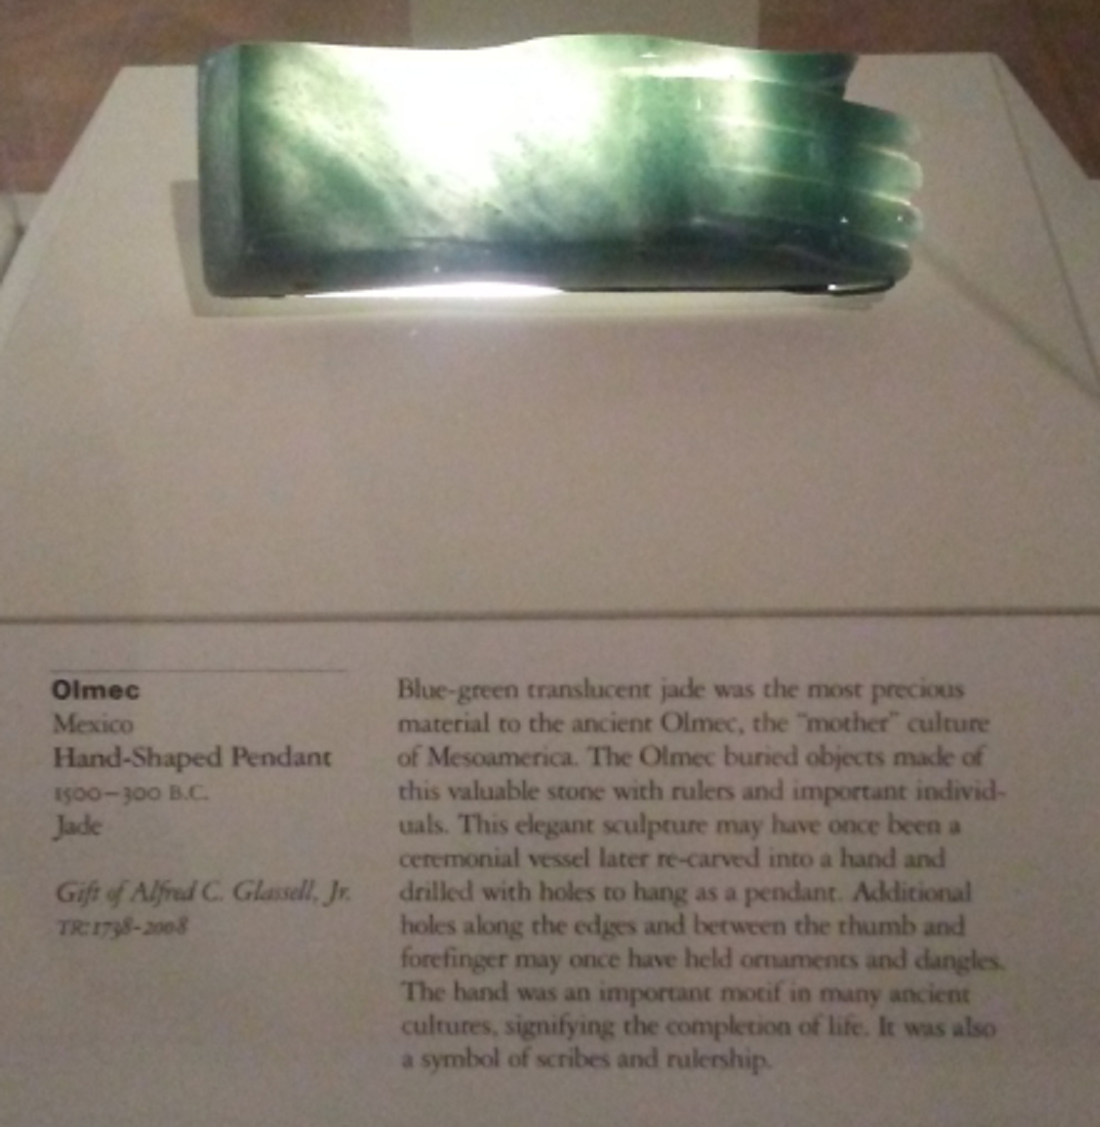 Olmec
Mexico
Hand-Shaped Pendant
1500–300 B.C.
Jade
Gift of Alfred C. Glassell, Jr.
TR:1798-2008
Blue-green translucent jade was the most precious
material to the ancient Olmec, the "mother" culture
of Mesoamerica. The Olmec buried objects made of
this valuable stone with rulers and important individ-
uals. This elegant sculpture may have once been a
ceremonial vessel later re-carved into a hand and
drilled with holes to hang as a pendant. Additional
holes along the edges and between the thumb and
forefinger may once have held ornaments and dangles.
The hand was an important motif in many ancient
cultures, signifying the completion of life. It was also
a symbol of scribes and rulership.